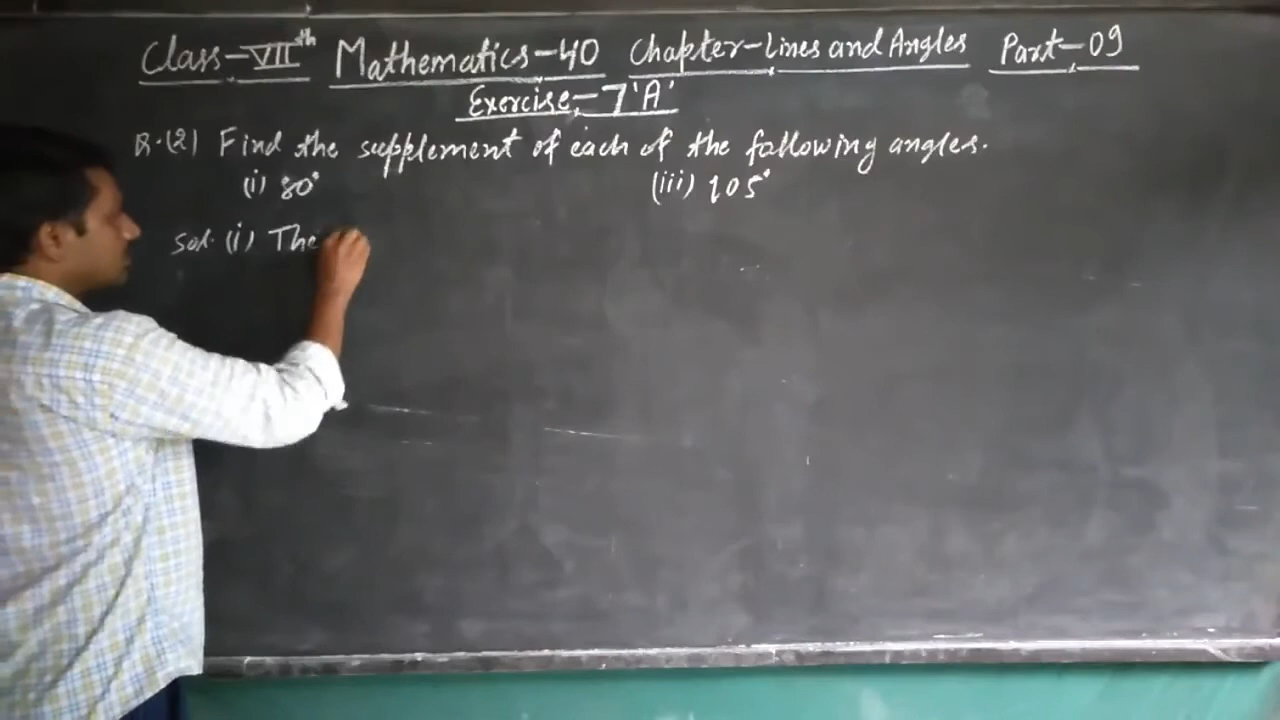 Class-VIIth Mathematics-40 Chapter-Lines and Angles Part-09
Exercise-7'A'
Q.(2) Find the supplement of each of the following angles.
(i) 80° (iii) 105°
Sol. (i) The